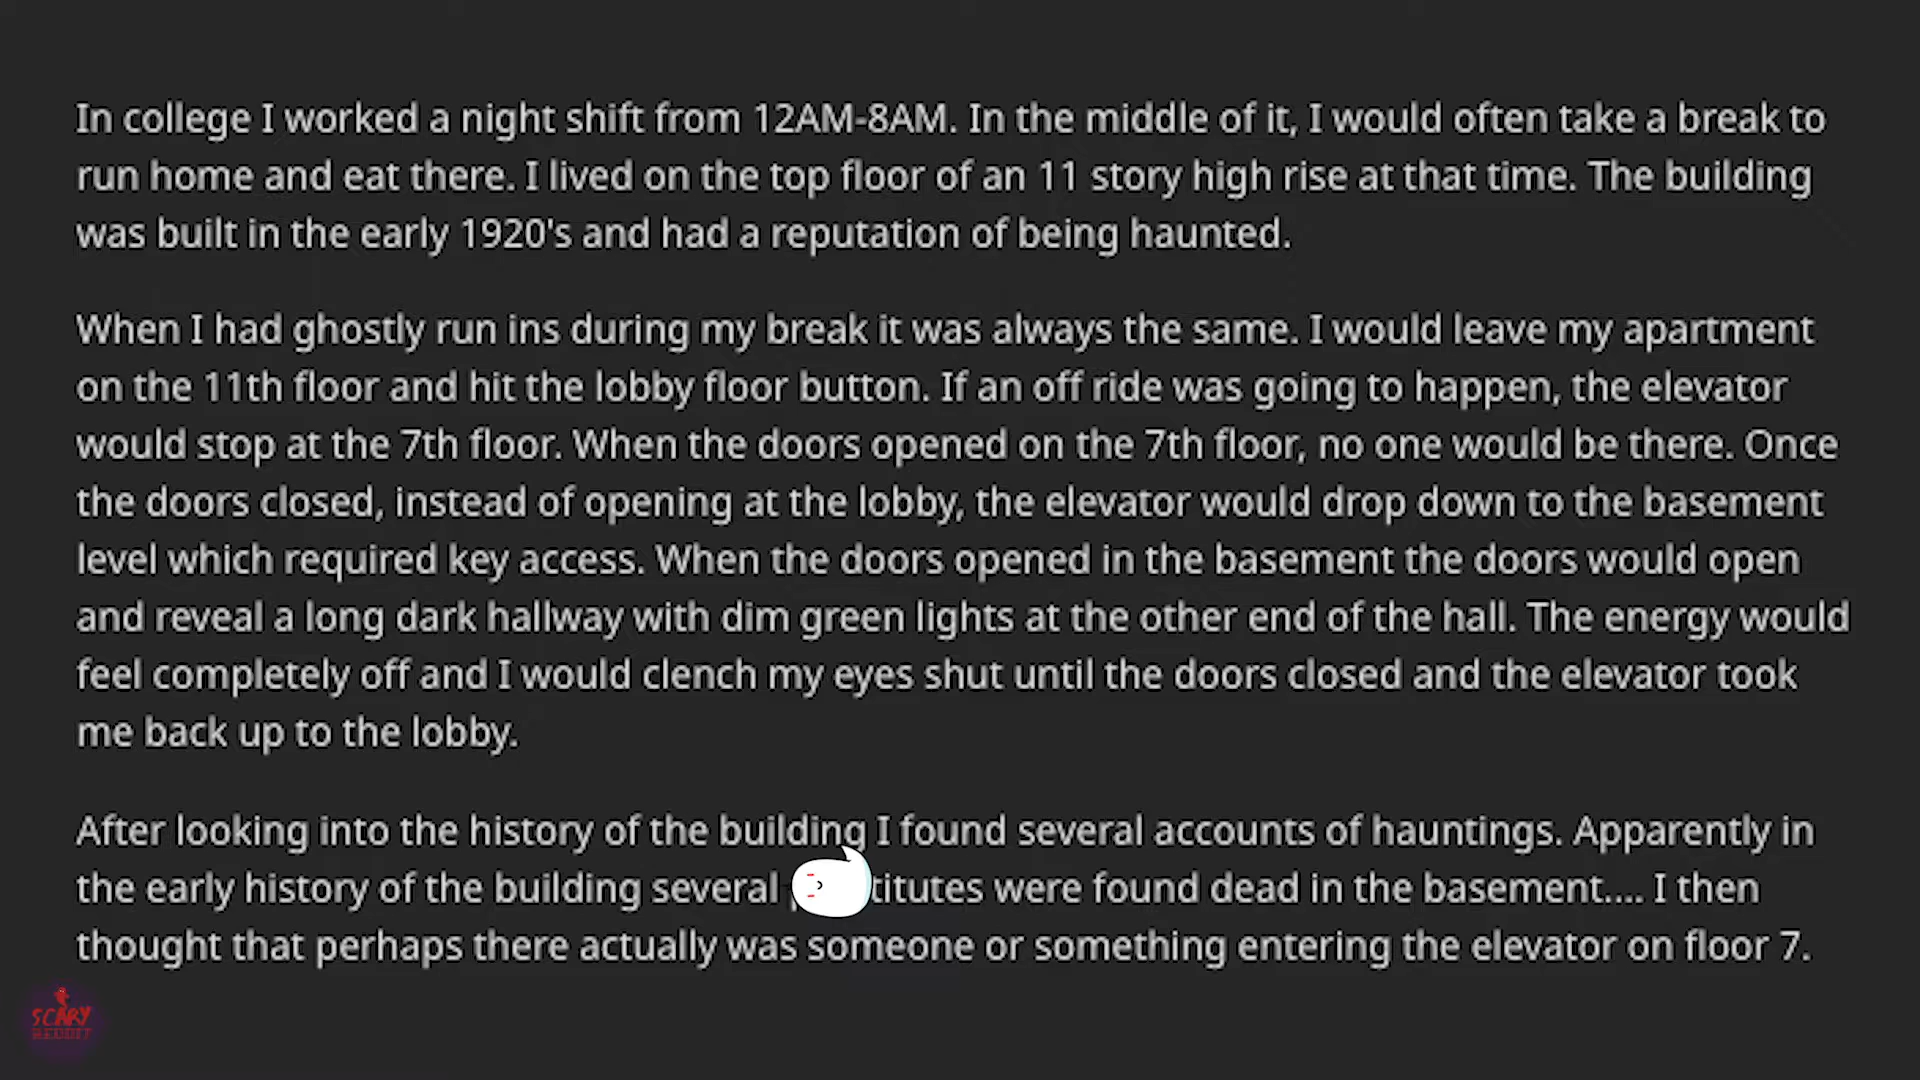 In college I worked a night shift from 12AM-8AM. In the middle of it, I would often take a break to
run home and eat there. I lived on the top floor of an 11 story high rise at that time. The building
was built in the early 1920's and had a reputation of being haunted.
When I had ghostly run ins during my break it was always the same. I would leave my apartment
on the 11th floor and hit the lobby floor button. If an off ride was going to happen, the elevator
would stop at the 7th floor. When the doors opened on the 7th floor, no one would be there. Once
the doors closed, instead of opening at the lobby, the elevator would drop down to the basement
level which required key access. When the doors opened in the basement the doors would open
and reveal a long dark hallway with dim green lights at the other end of the hall. The energy would
feel completely off and I would clench my eyes shut until the doors closed and the elevator took
me back up to the lobby.
After looking into the history of the building I found several accounts of hauntings. Apparently in
the early history of the building several titutes were found dead in the basement.... I then
thought that perhaps there actually was someone or something entering the elevator on floor 7.
SCARY
REDDIT